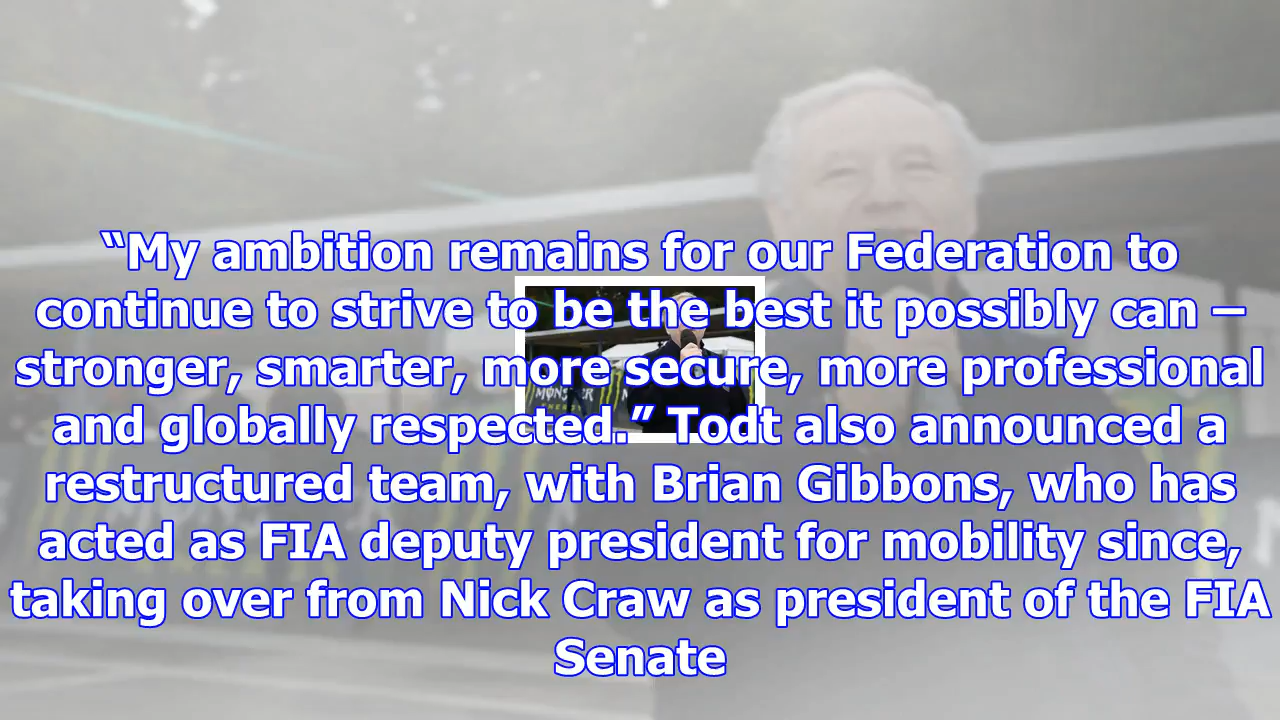 “My ambition remains for our Federation to
continue to strive to be the best it possibly can –
stronger, smarter, more secure, more professional
and globally respected.” Todt also announced a
restructured team, with Brian Gibbons, who has
acted as FIA deputy president for mobility since,
taking over from Nick Craw as president of the FIA
Senate
MONSTER